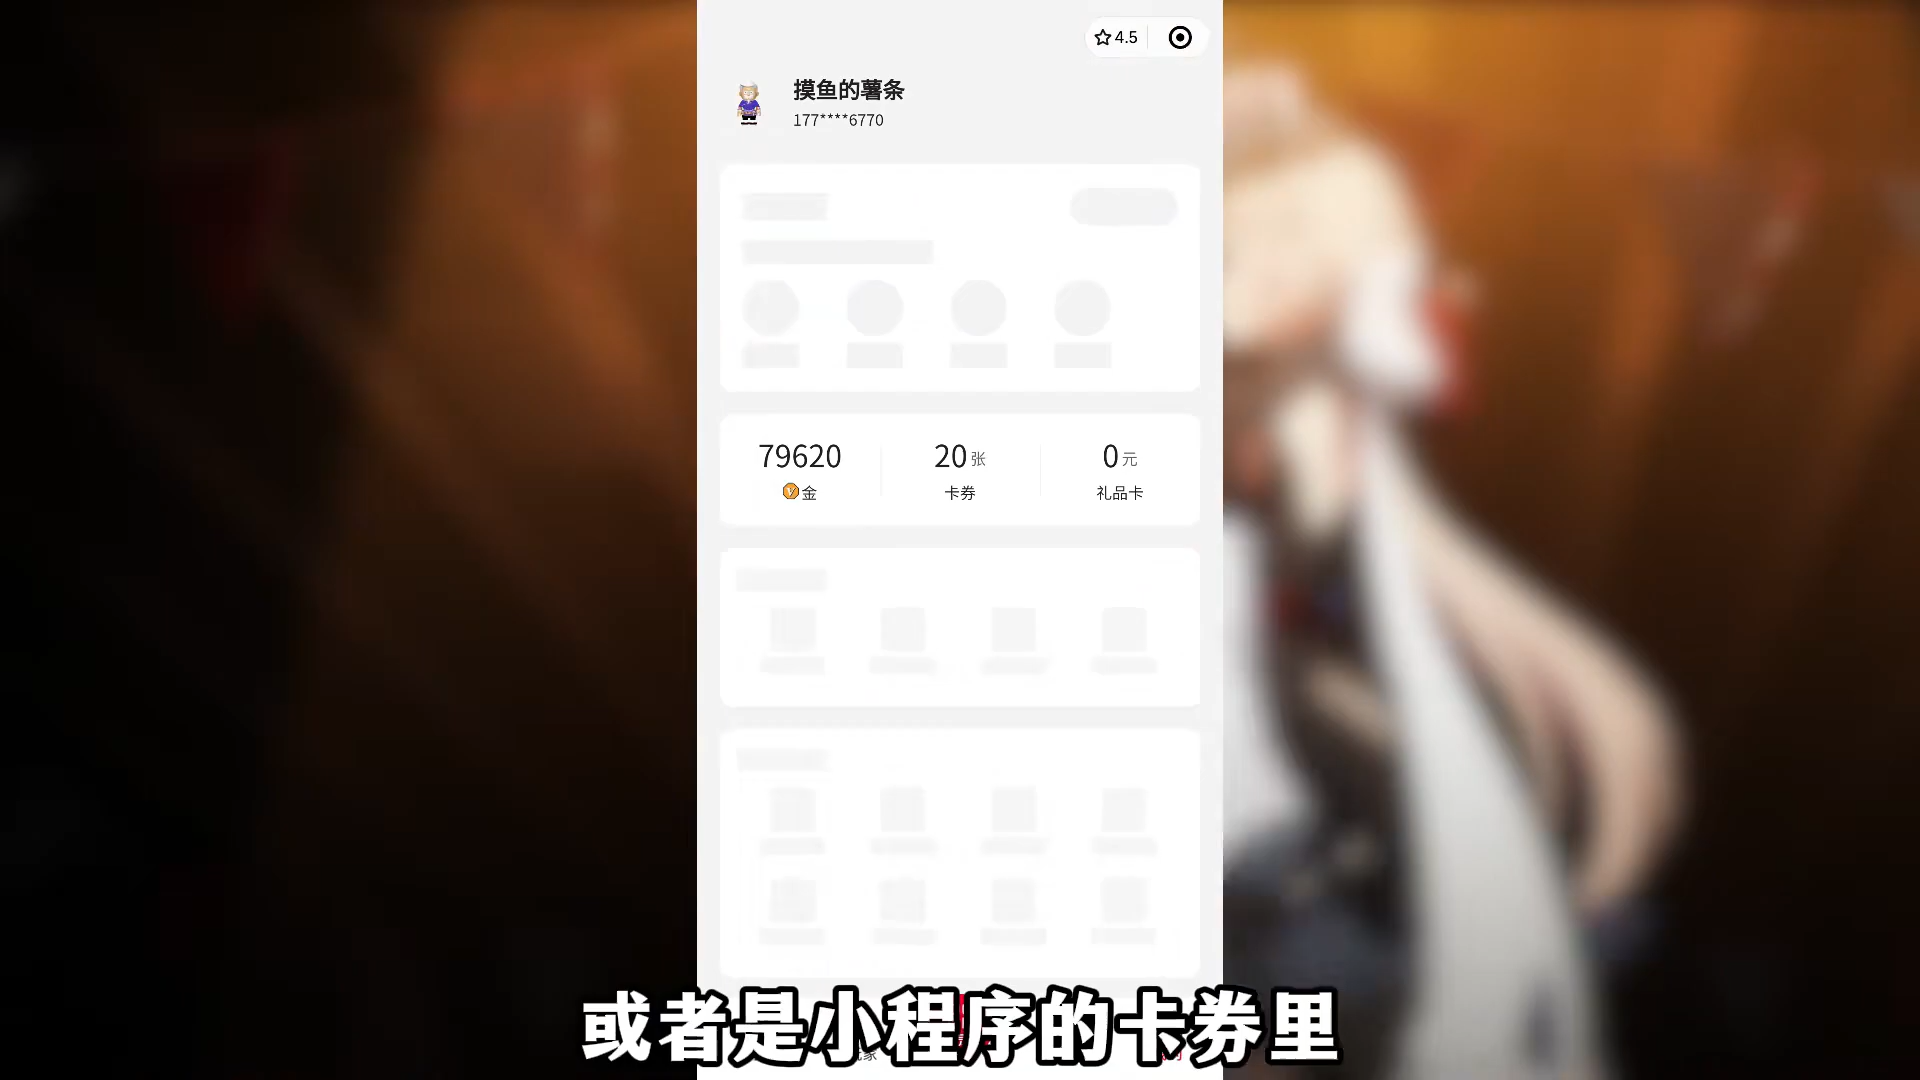 4.5
摸鱼的薯条
177****6770
79620
20张
0元
金
卡券
礼品卡
或者是小程序的卡券里